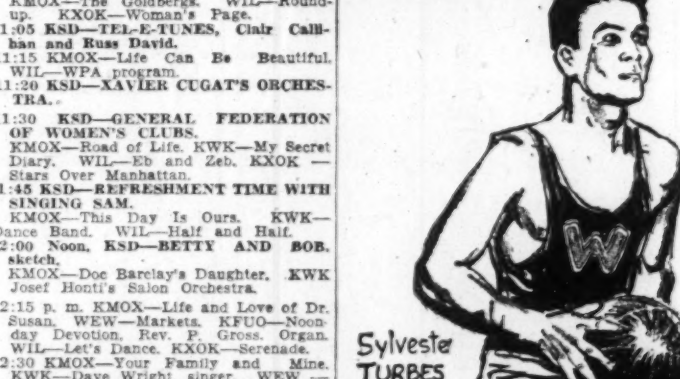 KMOX—The Goldbergs. WIL—Round-
up. KXOK—Woman's Page.
1:05 KSD—TEL-E-TUNES, Clair Calli-
han and Russ David.
1:15 KMOX—Life Can Be Beautiful.
WIL—WPA program.
1:20 KSD—XAVIER CUGAT'S ORCHES-
TRA.
1:30 KSD—GENERAL FEDERATION
OF WOMEN'S CLUBS.
KMOX—Road of Life. KWK—My Secret
Diary. WIL—Eb and Zeb. KXOK —
Stars Over Manhattan.
1:45 KSD—REFRESHMENT TIME WITH
SINGING SAM.
KMOX—This Day Is Ours. KWK—
Dance Band. WIL—Half and Half.
2:00 Noon. KSD—BETTY AND BOB,
sketch.
KMOX—Doc Barclay's Daughter. KWK
Josef Honti's Salon Orchestra.
2:15 p. m. KMOX—Life and Love of Dr.
Susan. WEW—Markets. KFUO—Noon-
day Devotion, Rev. P. Gross. Organ.
WIL—Let's Dance. KXOK—Serenade.
2:30 KMOX—Your Family and Mine.
KWK—Dave Wright, singer. WEW —
W
Sylvester
TURBES